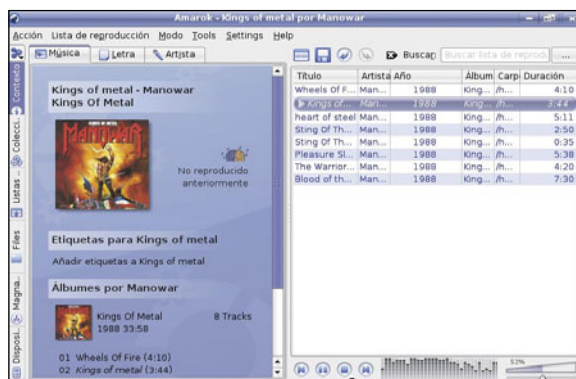 Amarok - Kings of metal por Manowar
Acción Lista de reproducción Modo Tools Settings Help
Música Letra Artista
Contexto
Colecci..
Listas ..
Files
Magna..
Disposi..
Kings of metal - Manowar
Kings Of Metal
MANOWAR
No reproducido
anteriormente
Etiquetas para Kings of metal
Añadir etiquetas a Kings of metal
Álbumes por Manowar
Kings Of Metal 8 Tracks
1988 33:58
01 Wheels Of Fire (4:10)
02 Kings of metal (3:44)
Buscar: Buscar lista de reprodu ...
Título Artista Año Álbum Carp Duración
Wheels Of F... Man... 1988 King... /h... 4:10
Kings of... Man... 1988 King... /h... 3:44
heart of steel Man... 1988 King... /h... 5:11
Sting Of Th... Man... 1988 King... /h... 2:50
Sting Of Th... Man... 1988 King... /h... 0:35
Pleasure Sl... Man... 1988 King... /h... 5:38
The Warrior... Man... 1988 King... /h... 4:20
Blood of th... Man... 1988 King... /h... 7:30
52%